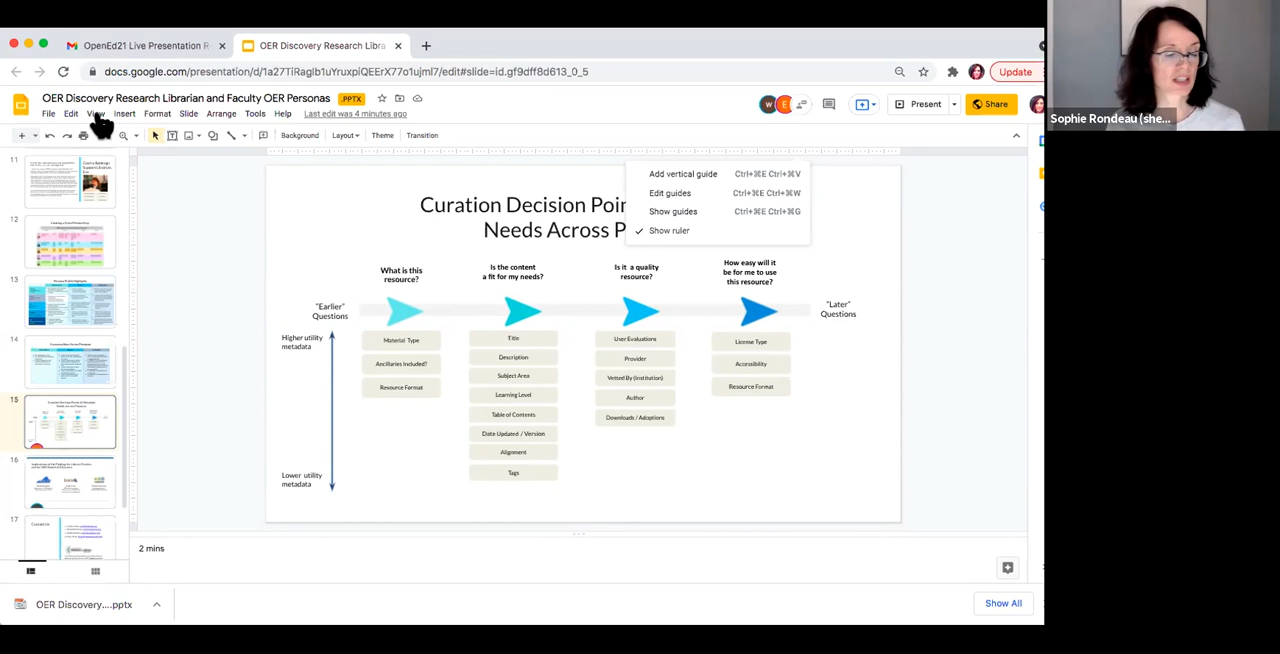 OpenEd21 Live Presentation R
OER Discovery Research Libra
docs.google.com/presentation/d/1a27TiRagIb1uYruxpiQEErX77o1ujmI7/edit#slide=id.gf9dff8d613_0_5
Update
OER Discovery Research Librarian and Faculty OER Personas
.PPTX
File Edit View Insert Format Slide Arrange Tools Help
Last edit was 4 minutes ago
W E
Present
Share
Background Layout Theme Transition
Sophie Rondeau (she...
Add vertical guide Ctrl+⌘E Ctrl+⌘V
Edit guides Ctrl+⌘E Ctrl+⌘W
Show guides Ctrl+⌘E Ctrl+⌘G
Show ruler
11
12
13
14
15
16
17
Curation Decision Poin
Needs Across P
What is this
resource?
Is the content
a fit for my needs?
Is it a quality
resource?
How easy will it
be for me to use
this resource?
"Earlier"
Questions
"Later"
Questions
Higher utility
metadata
Lower utility
metadata
Material Type
Ancillaries Included?
Resource Format
Title
Description
Subject Area
Learning Level
Table of Contents
Date Updated / Version
Alignment
Tags
User Evaluations
Provider
Vetted By (Institution)
Author
Downloads / Adoptions
License Type
Accessibility
Resource Format
2 mins
OER Discovery....pptx
Show All